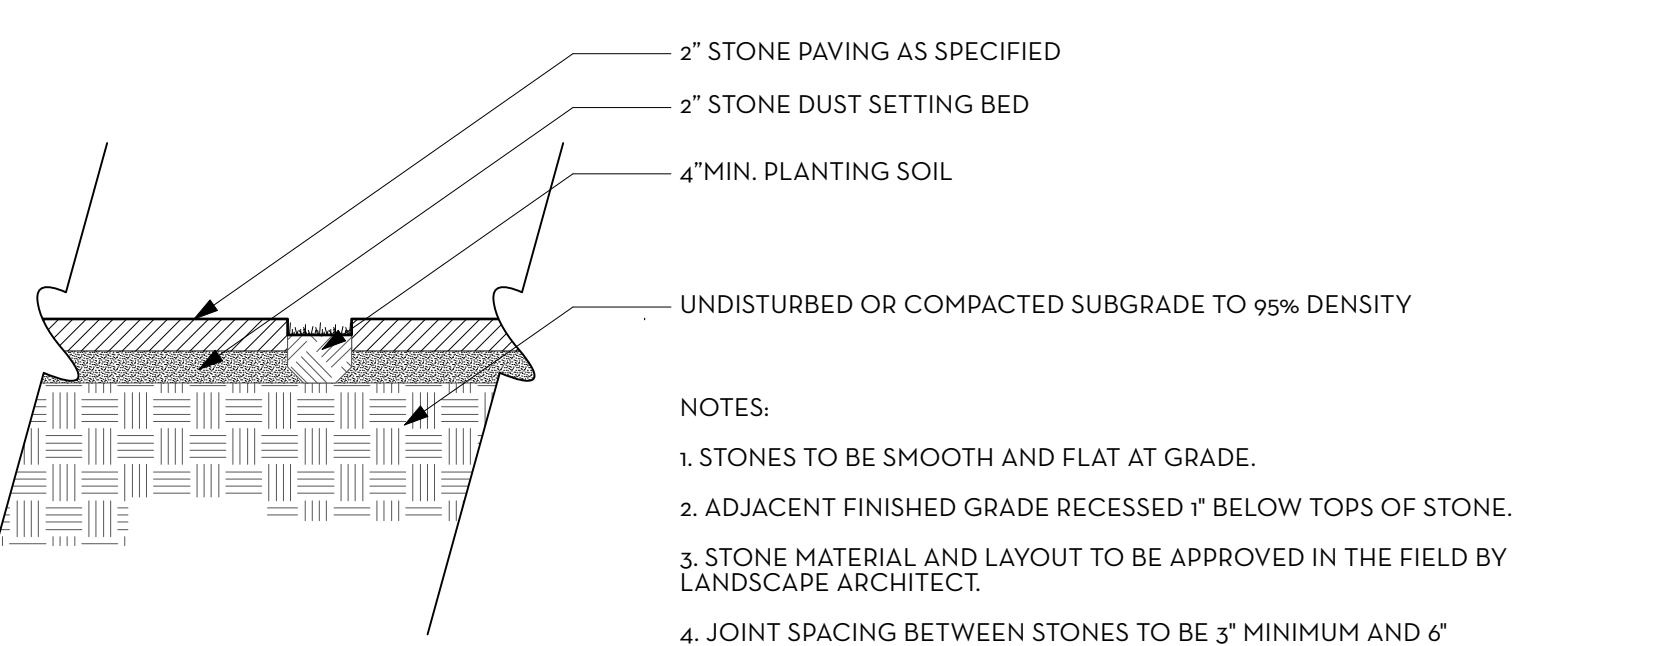 2” STONE PAVING AS SPECIFIED
2” STONE DUST SETTING BED
4”MIN. PLANTING SOIL
UNDISTURBED OR COMPACTED SUBGRADE TO 95% DENSITY
NOTES:
1. STONES TO BE SMOOTH AND FLAT AT GRADE.
2. ADJACENT FINISHED GRADE RECESSED 1" BELOW TOPS OF STONE.
3. STONE MATERIAL AND LAYOUT TO BE APPROVED IN THE FIELD BY
LANDSCAPE ARCHITECT.
4. JOINT SPACING BETWEEN STONES TO BE 3" MINIMUM AND 6"